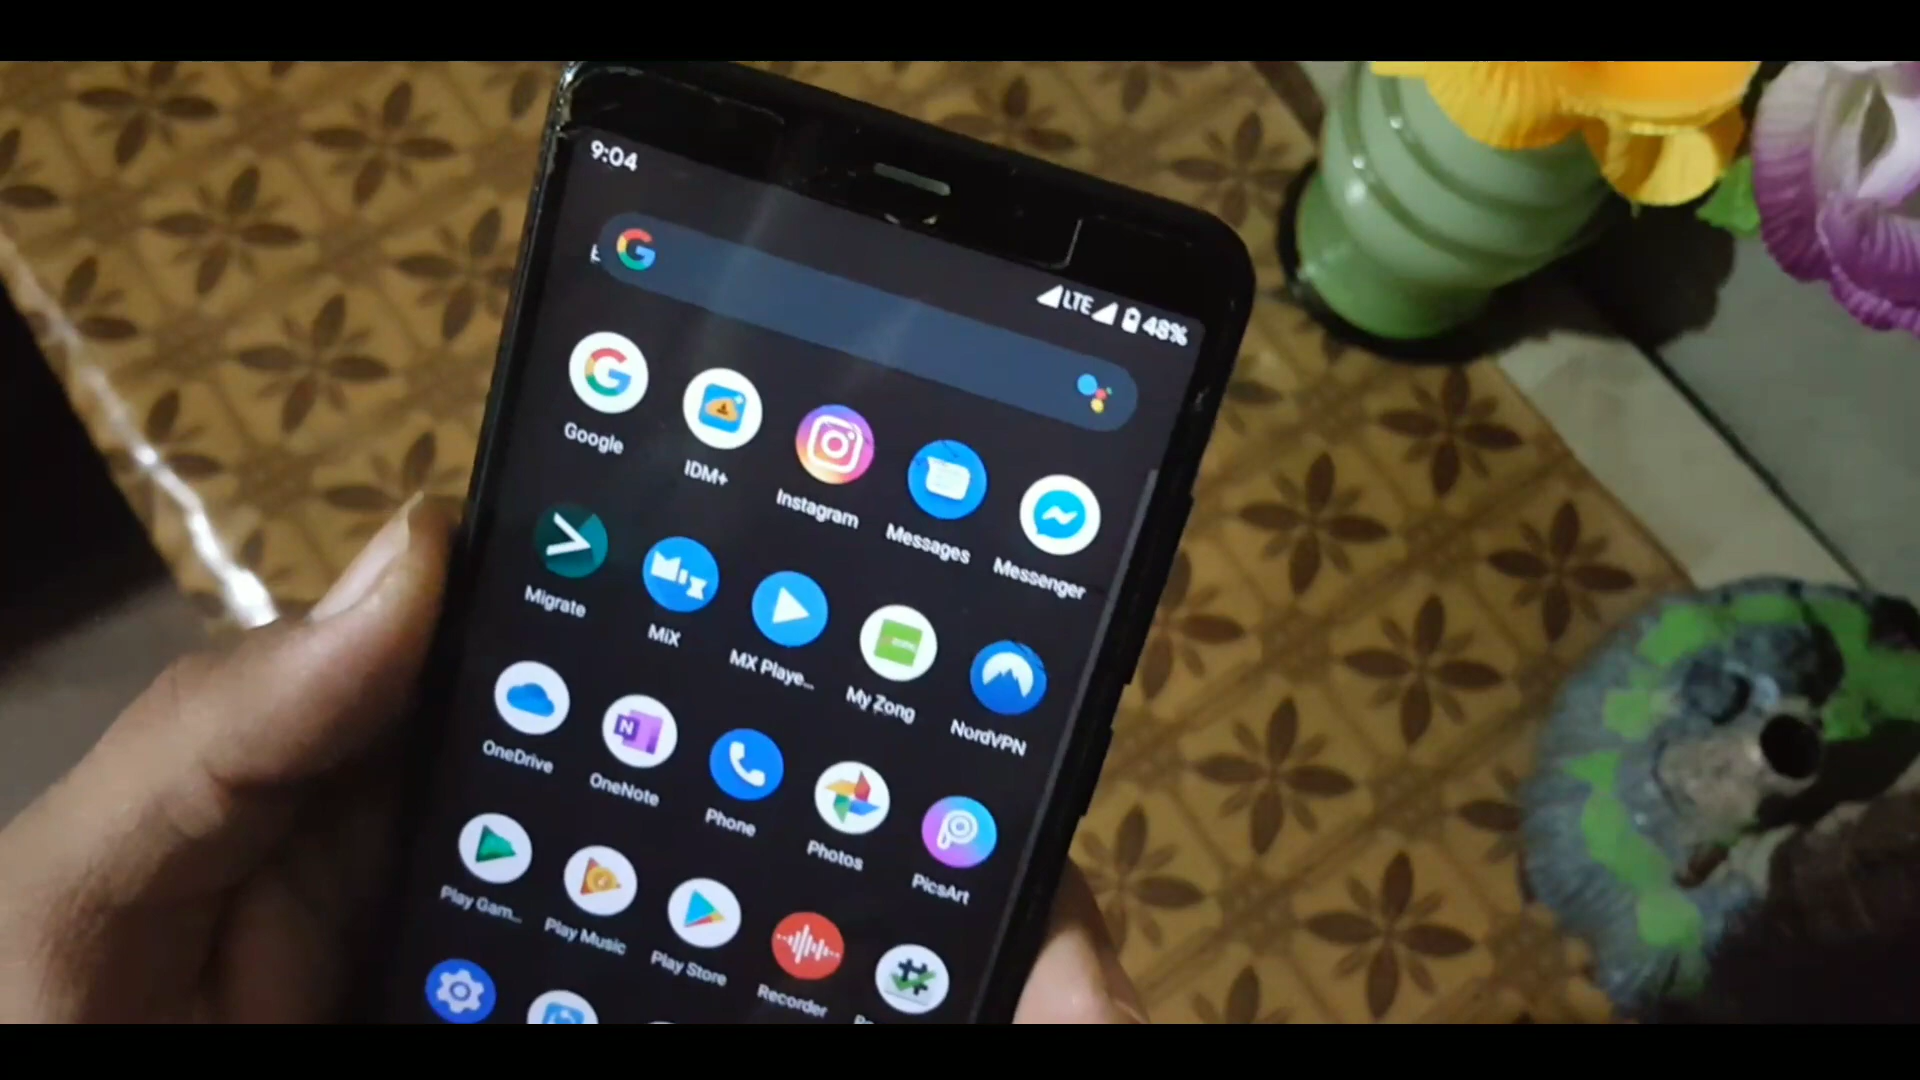 9:04
LTE 48%
Google IDM+ Instagram Messages Messenger
Migrate MiX MX Playe... My Zong NordVPN
OneDrive OneNote Phone Photos PicsArt
Play Gam... Play Music Play Store Recorder